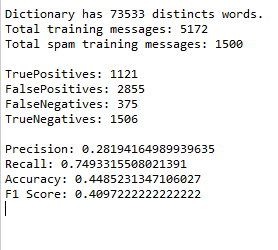 Dictionary has 73533 distincts words.
Total training messages: 5172
Total spam training messages: 1500
TruePositives: 1121
FalsePositives: 2855
FalseNegatives: 375
TrueNegatives: 1506
Precision: 0.28194164989939635
Recall: 0.7493315508021391
Accuracy: 0.4485231347106027
F1 Score: 0.4097222222222222